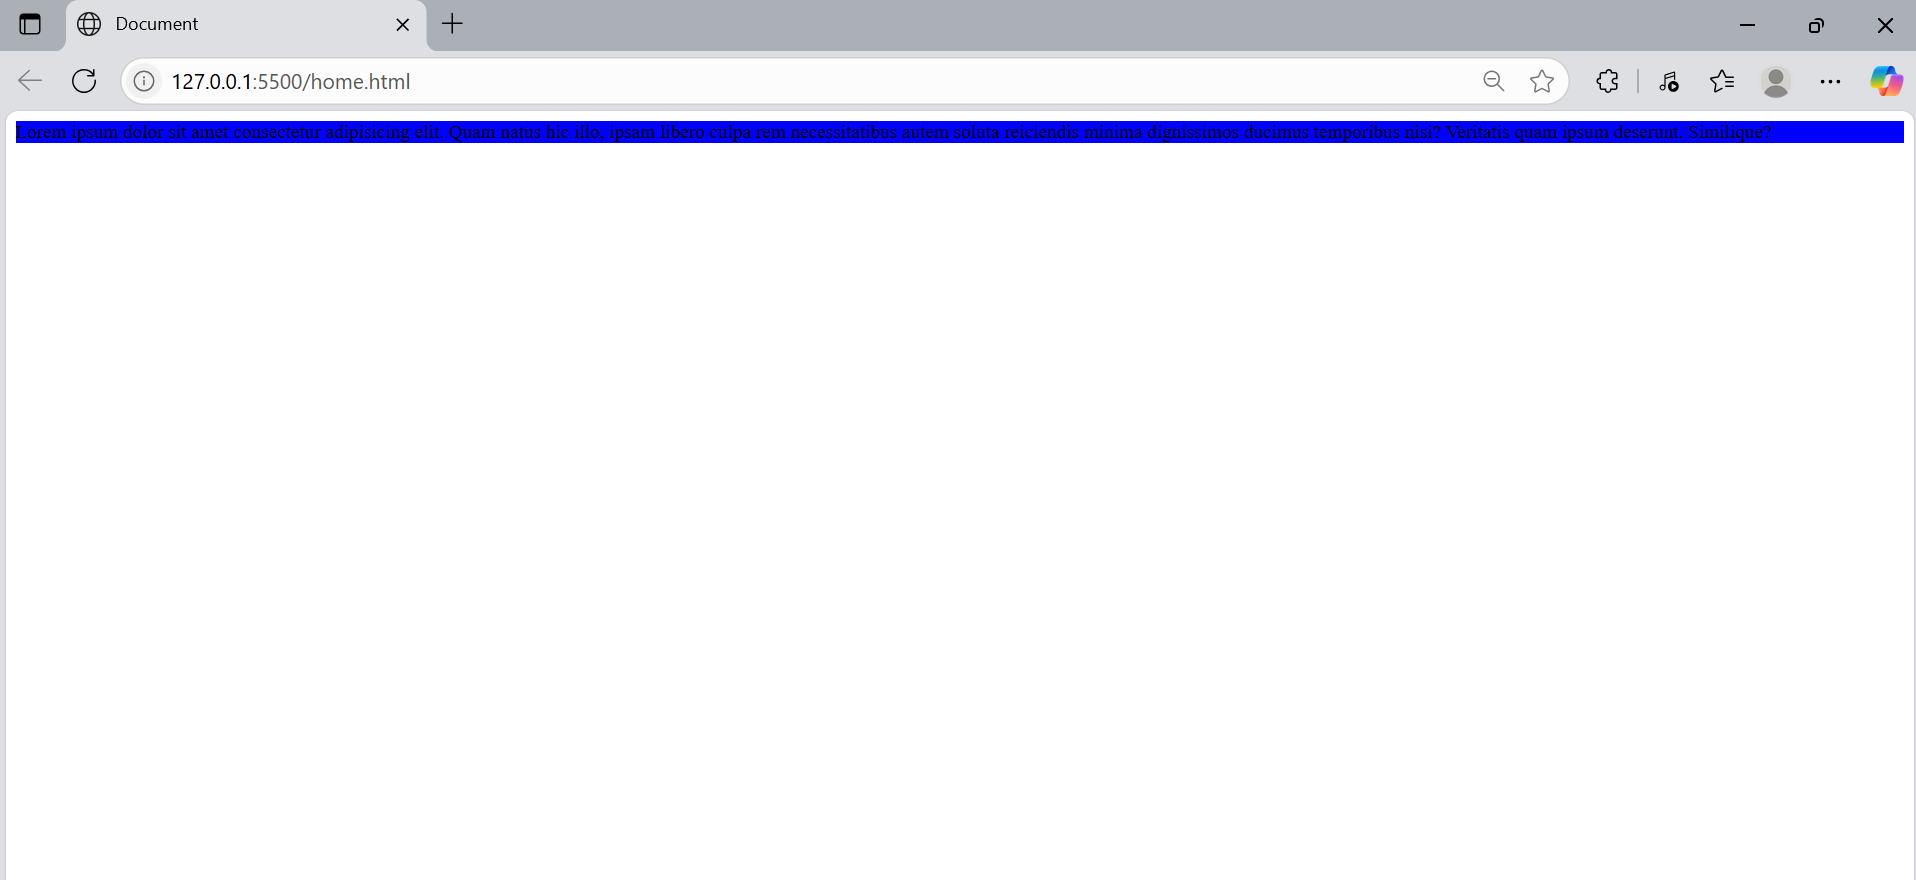 Document
127.0.0.1:5500/home.html
Lorem ipsum dolor sit amet consectetur adipisicing elit. Quam natus hic illo, ipsam libero culpa rem necessitatibus autem soluta reiciendis minima dignissimos ducimus temporibus nisi? Veritatis quam ipsum deserunt. Similique?